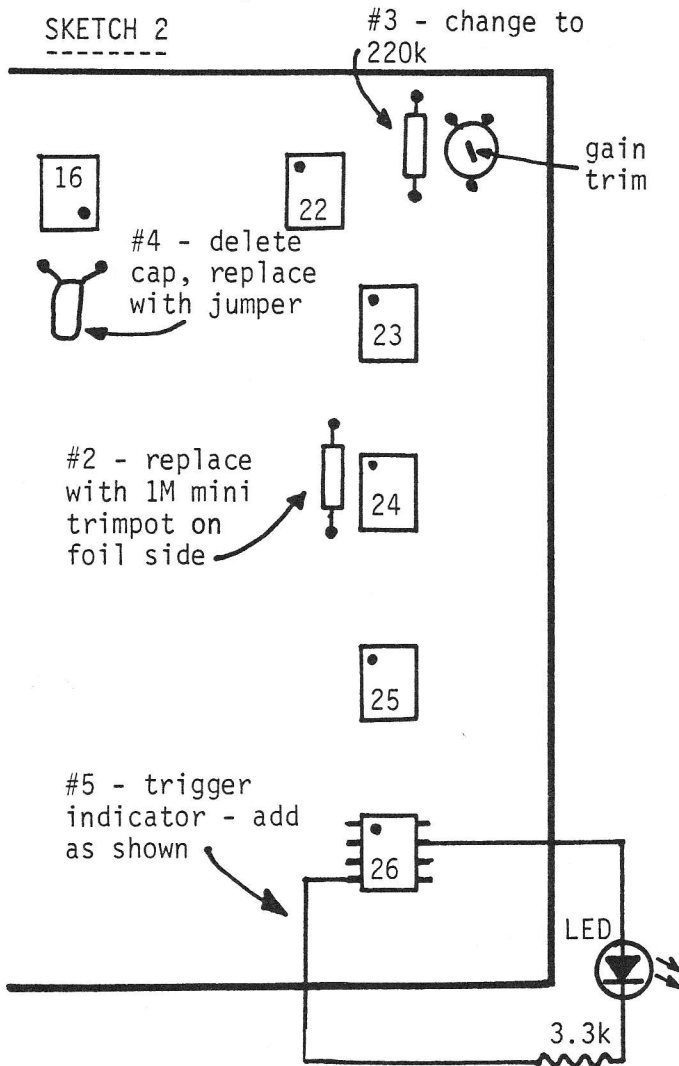 SKETCH 2
#3 - change to
220k
gain
trim
16
22
#4 - delete
cap, replace
with jumper
23
#2 - replace
with 1M mini
trimpot on
foil side
24
25
#5 - trigger
indicator - add
as shown
26
LED
3.3k